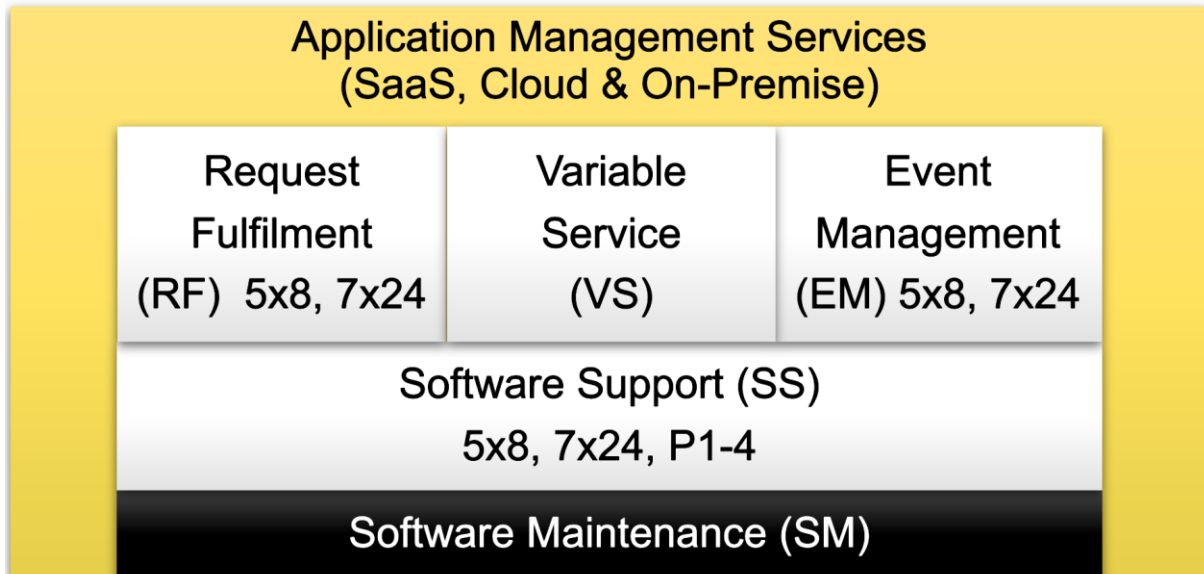 Application Management Services
(SaaS, Cloud & On-Premise)
Request
Fulfilment
(RF) 5x8, 7x24
Variable
Service
(VS)
Event
Management
(EM) 5x8, 7x24
Software Support (SS)
5x8, 7x24, P1-4
Software Maintenance (SM)